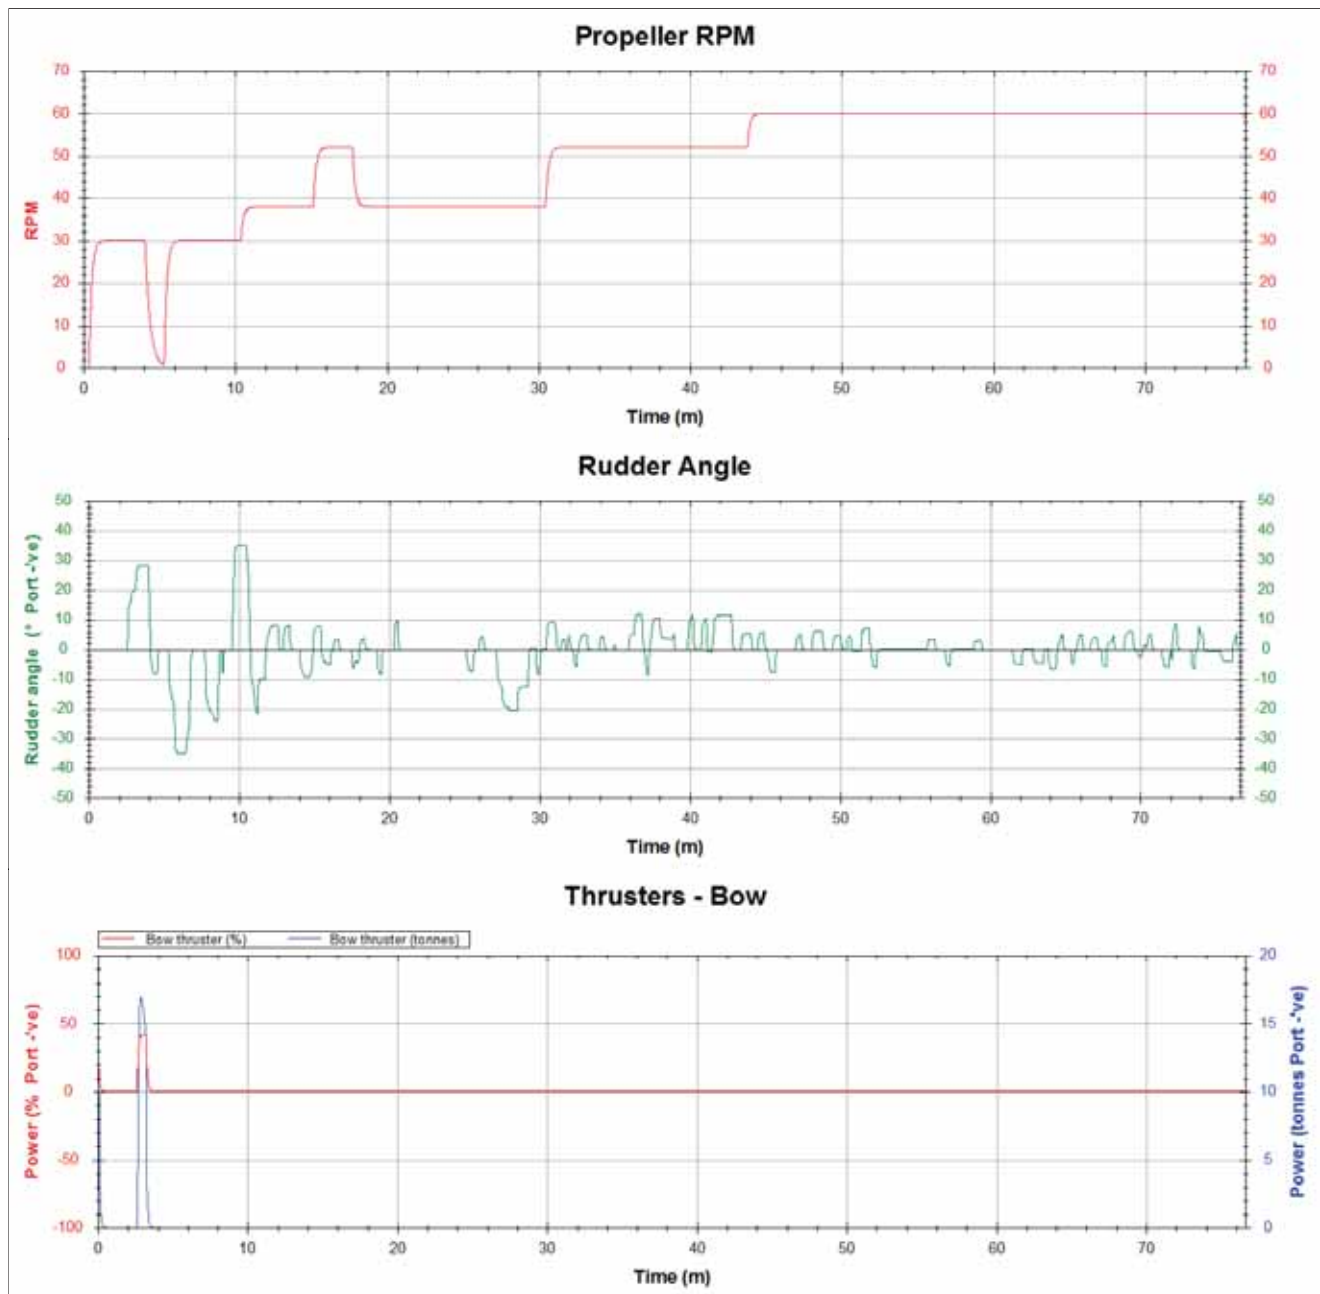 Propeller RPM
70 70
60 60
50 50
40 40
30 30
20 20
10 10
0 0
RPM
0 10 20 30 40 50 60 70
Time (m)
Rudder Angle
50 50
40 40
30 30
20 20
10 10
0 0
-10 -10
-20 -20
-30 -30
-40 -40
-50 -50
Rudder angle (° Port -'ve)
0 10 20 30 40 50 60 70
Time (m)
Thrusters - Bow
Bow thruster (%) Bow thruster (tonnes)
100 20
50 15
0 10
-50 5
-100 0
Power (% Port -'ve)
Power (tonnes Port -'ve)
0 10 20 30 40 50 60 70
Time (m)